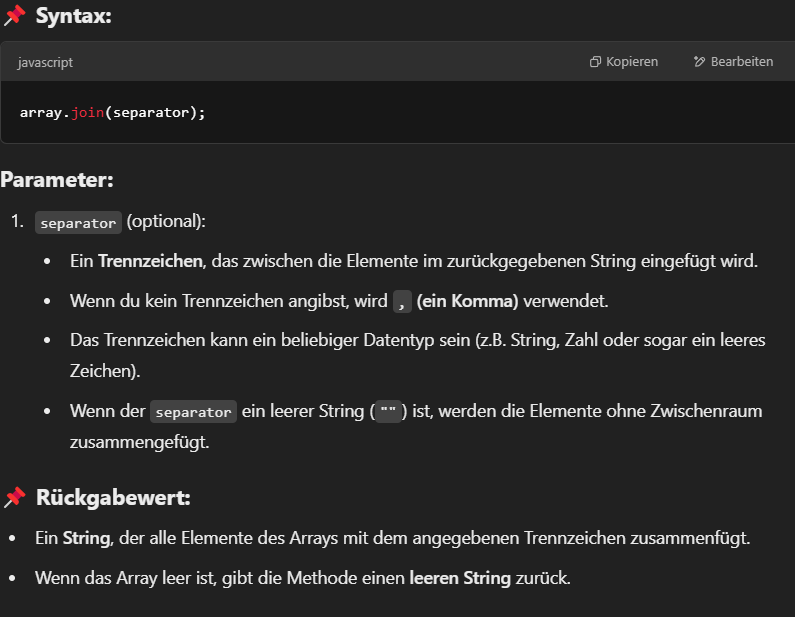 📌 Syntax:
javascript Kopieren Bearbeiten
array.join(separator);
Parameter:
1. separator (optional):
• Ein Trennzeichen, das zwischen die Elemente im zurückgegebenen String eingefügt wird.
• Wenn du kein Trennzeichen angibst, wird , (ein Komma) verwendet.
• Das Trennzeichen kann ein beliebiger Datentyp sein (z.B. String, Zahl oder sogar ein leeres
Zeichen).
• Wenn der separator ein leerer String ("") ist, werden die Elemente ohne Zwischenraum
zusammengefügt.
📌 Rückgabewert:
• Ein String, der alle Elemente des Arrays mit dem angegebenen Trennzeichen zusammenfügt.
• Wenn das Array leer ist, gibt die Methode einen leeren String zurück.